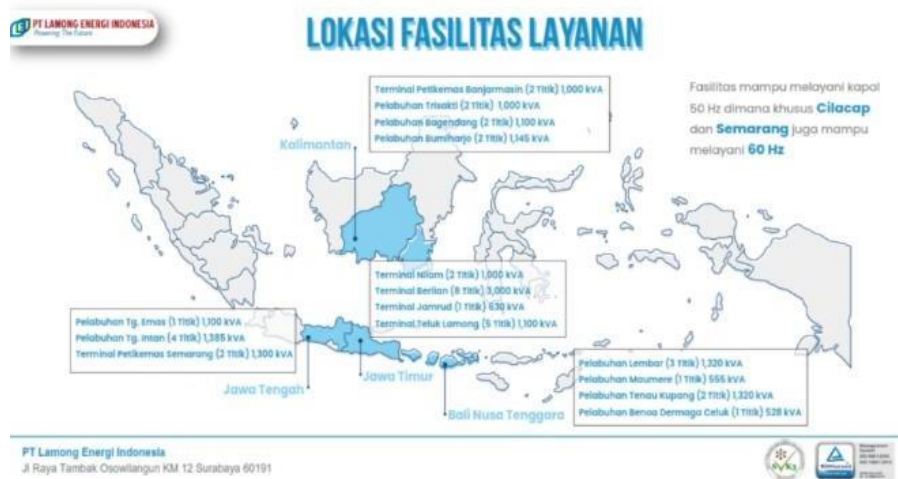 PT LAMONG ENERGI INDONESIA
Powering The Future
LOKASI FASILITAS LAYANAN
Terminal Petikemas Banjarmasin (2 Titik) 1,000 kVA
Pelabuhan Trisakti (2 Titik) 1,000 kVA
Pelabuhan Bagendang (2 Titik) 1,100 kVA
Pelabuhan Bumiharjo (2 Titik) 1,145 kVA
Fasilitas mampu melayani kapal
50 Hz dimana khusus Cilacap
dan Semarang juga mampu
melayani 60 Hz
Kalimantan
Terminal Nilam (2 Titik) 1,000 kVA
Terminal Berlian (8 Titik) 3,000 kVA
Terminal Jamrud (1 Titik) 630 kVA
Terminal,Teluk Lamong (5 Titik) 1,100 kVA
Pelabuhan Tg. Emas (1 Titik) 1,100 kVA
Pelabuhan Tg. Intan (4 Titik) 1,385 kVA
Terminal Petikemas Semarang (2 Titik) 1,300 kVA
Jawa Tengah
Jawa Timur
Bali Nusa Tenggara
Pelabuhan Lembar (3 Titik) 1,320 kVA
Pelabuhan Maumere (1 Titik) 555 kVA
Pelabuhan Tenau Kupang (2 Titik) 1,320 kVA
Pelabuhan Benoa Dermaga Celuk (1 Titik) 528 kVA
PT Lamong Energi Indonesia
Jl Raya Tambak Osowilangun KM 12 Surabaya 60191